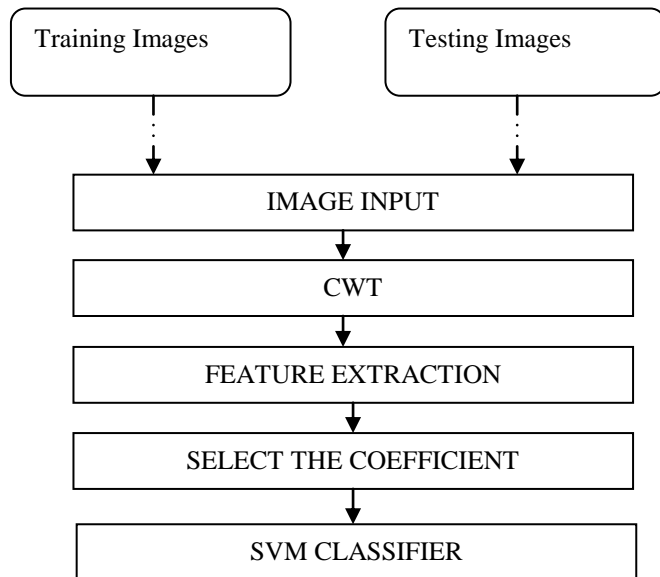 Training Images
Testing Images
IMAGE INPUT
CWT
FEATURE EXTRACTION
SELECT THE COEFFICIENT
SVM CLASSIFIER